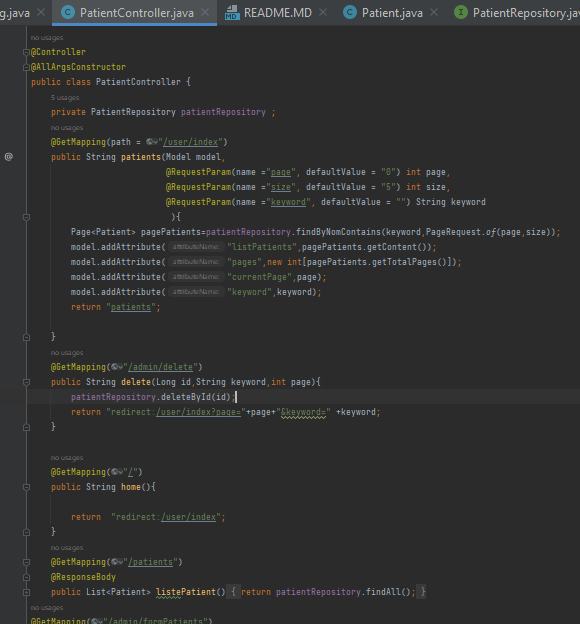 g.java PatientController.java README.MD Patient.java PatientRepository.j
no usages
@Controller
@AllArgsConstructor
public class PatientController {
5 usages
private PatientRepository patientRepository ;
no usages
@GetMapping(path = "/user/index")
public String patients(Model model,
@RequestParam(name ="page", defaultValue = "0") int page,
@RequestParam(name ="size", defaultValue = "5") int size,
@RequestParam(name ="keyword", defaultValue = "") String keyword
){
Page<Patient> pagePatients=patientRepository.findByNomContains(keyword,PageRequest.of(page,size));
model.addAttribute( attributeName: "listPatients",pagePatients.getContent());
model.addAttribute( attributeName: "pages",new int[pagePatients.getTotalPages()]);
model.addAttribute( attributeName: "currentPage",page);
model.addAttribute( attributeName: "keyword",keyword);
return "patients";
}
no usages
@GetMapping("/admin/delete")
public String delete(Long id,String keyword,int page){
patientRepository.deleteById(id);
return "redirect:/user/index?page="+page+"&keyword=" +keyword;
}
no usages
@GetMapping("/")
public String home(){
return "redirect:/user/index";
}
no usages
@GetMapping("/patients")
@ResponseBody
public List<Patient> listePatient() { return patientRepository.findAll(); }
no usages
@GetMapping("/admin/formPatients")